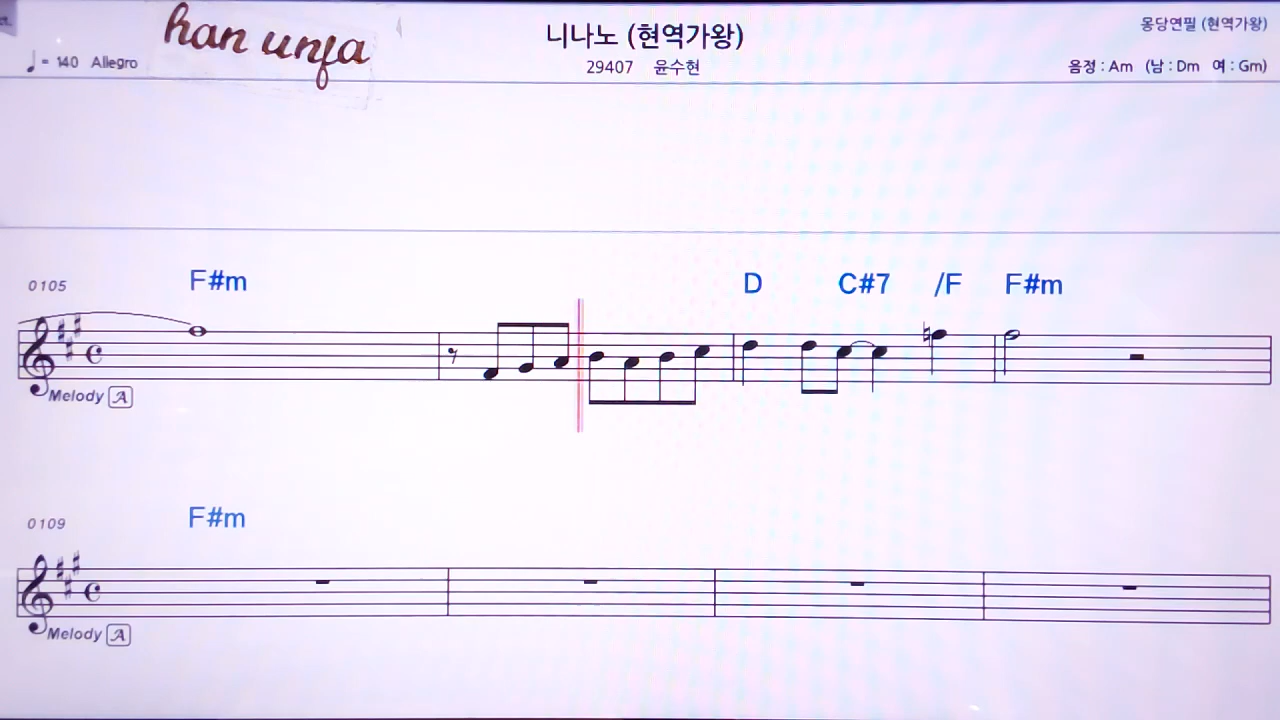 han unfa
니나노 (현역가왕)
몽당연필 (현역가왕)
♩ = 140 Allegro
29407 윤수현
음정 : Am (남 : Dm 여 : Gm)
0105 F#m D C#7 /F F#m
Melody A
0109 F#m
Melody A